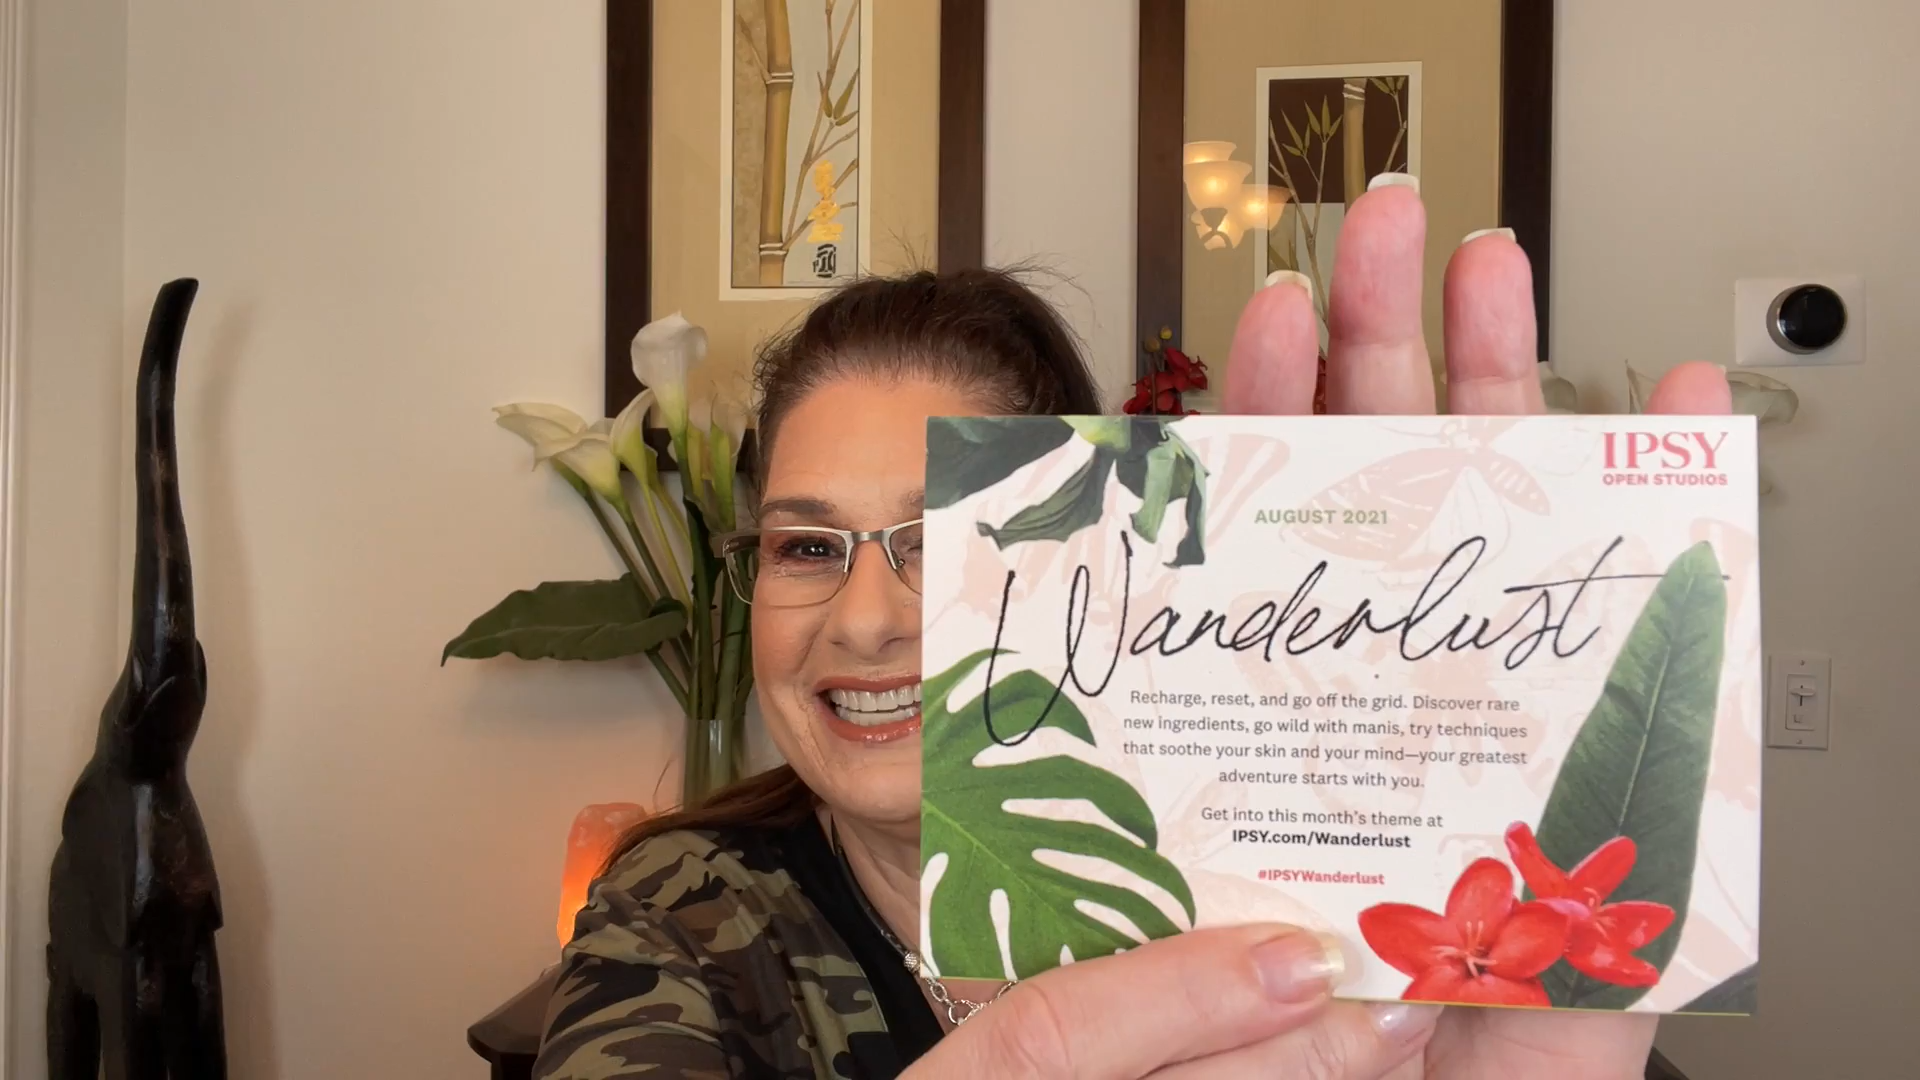 IPSY
OPEN STUDIOS
AUGUST 2021
Wanderlust
Recharge, reset, and go off the grid. Discover rare
new ingredients, go wild with manis, try techniques
that soothe your skin and your mind—your greatest
adventure starts with you.
Get into this month's theme at
IPSY.com/Wanderlust
#IPSYWanderlust